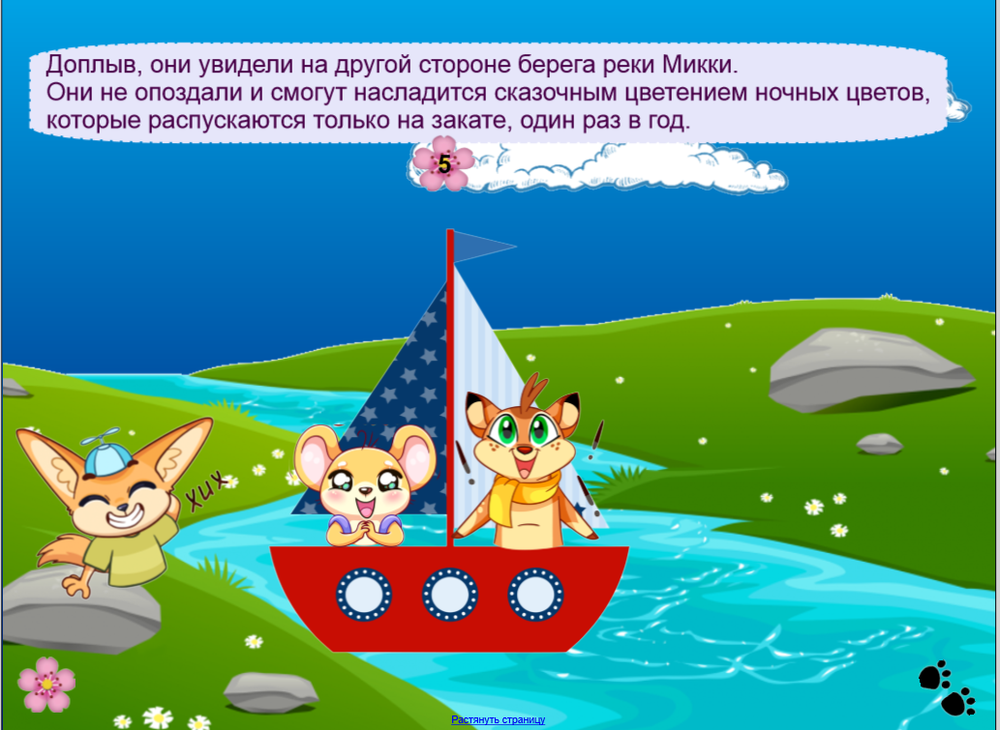 Доплыв, они увидели на другой стороне берега реки Микки.
Они не опоздали и смогут насладится сказочным цветением ночных цветов,
которые распускаются только на закате, один раз в год.
5
ХИХ
Растянуть страницу